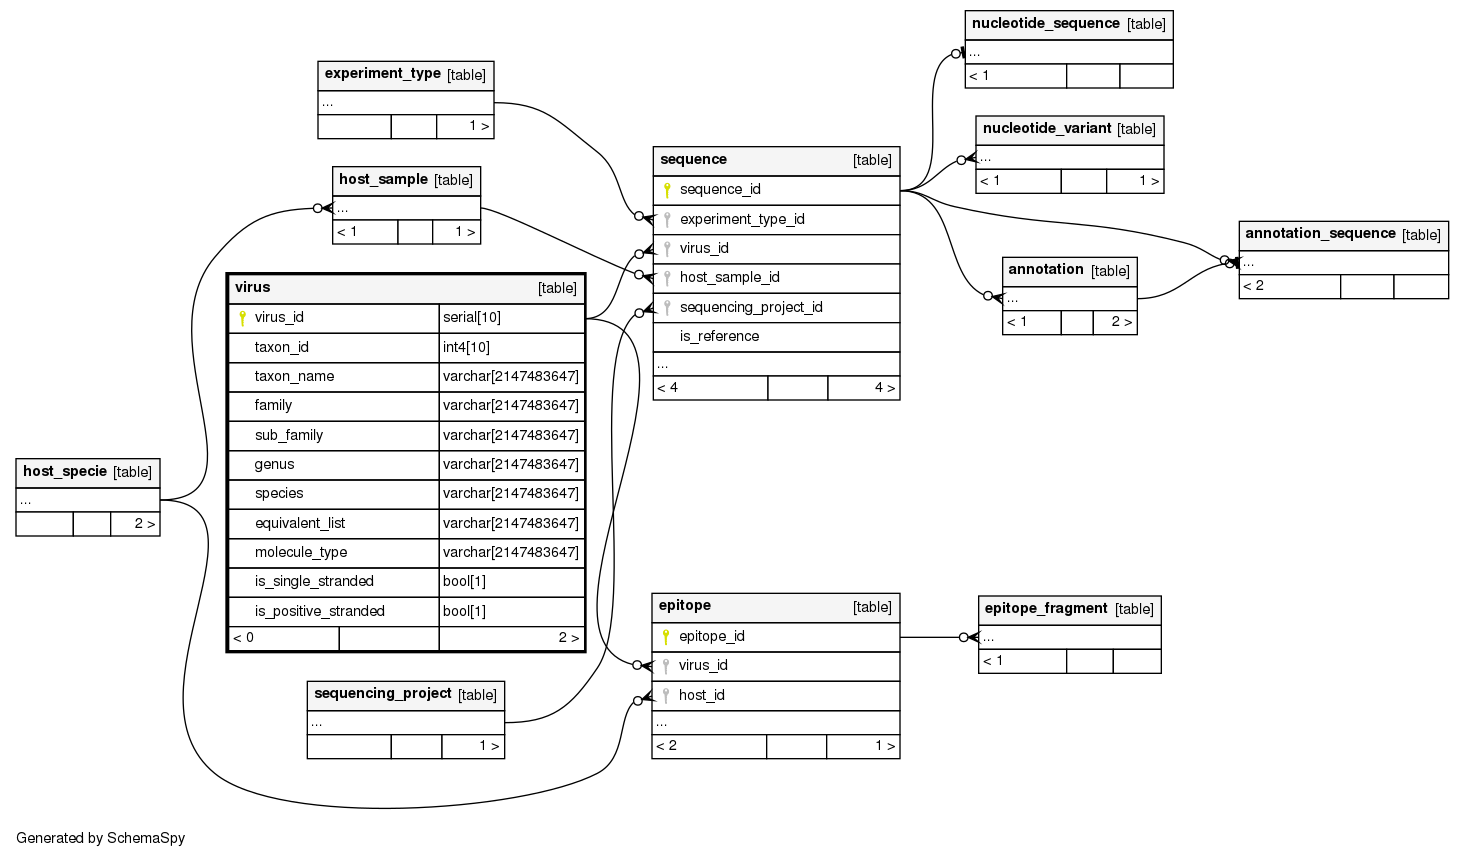 nucleotide_sequence [table]
...
< 1
experiment_type [table]
...
1 >
nucleotide_variant [table]
...
< 1 1 >
sequence [table]
sequence_id
experiment_type_id
virus_id
host_sample_id
sequencing_project_id
is_reference
...
< 4 4 >
host_sample [table]
...
< 1 1 >
annotation_sequence [table]
...
< 2
annotation [table]
...
< 1 2 >
virus [table]
virus_id serial[10]
taxon_id int4[10]
taxon_name varchar[2147483647]
family varchar[2147483647]
sub_family varchar[2147483647]
genus varchar[2147483647]
species varchar[2147483647]
equivalent_list varchar[2147483647]
molecule_type varchar[2147483647]
is_single_stranded bool[1]
is_positive_stranded bool[1]
< 0 2 >
host_specie [table]
...
2 >
epitope [table]
epitope_id
virus_id
host_id
...
< 2 1 >
epitope_fragment [table]
...
< 1
sequencing_project [table]
...
1 >
Generated by SchemaSpy